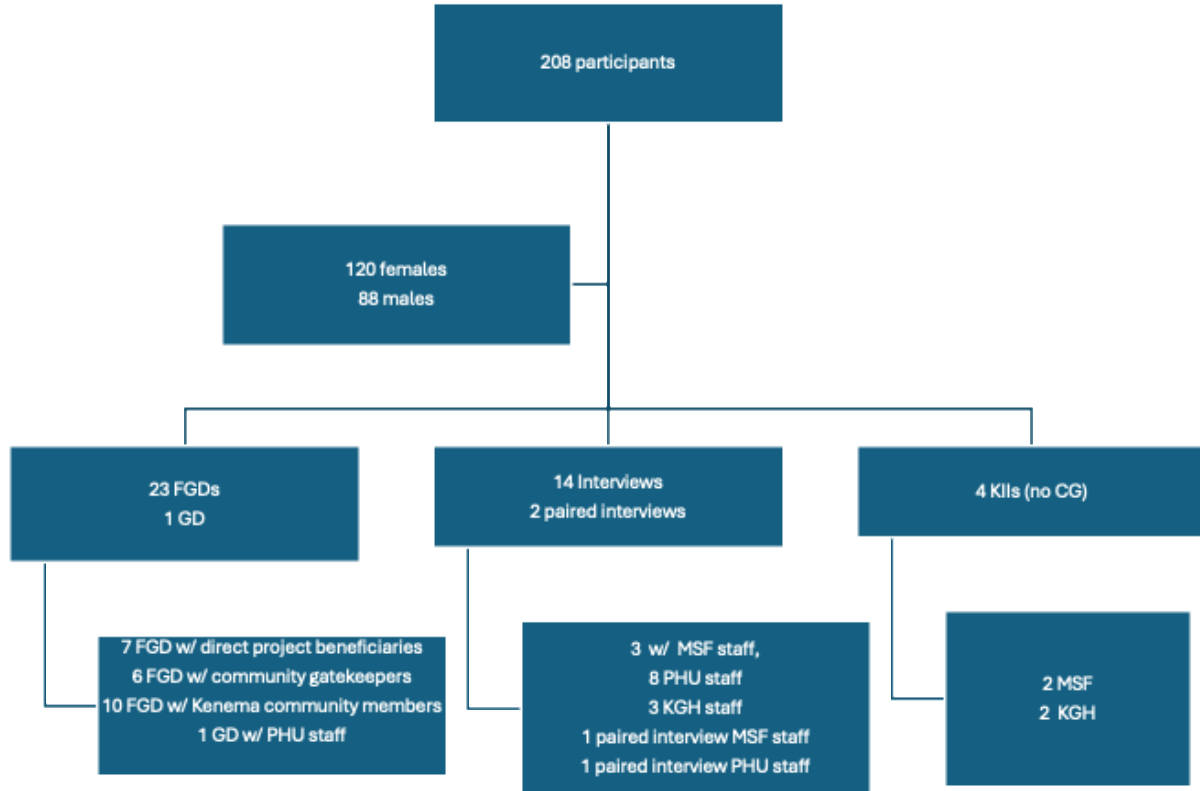 208 participants
120 females
88 males
23 FGDs
1 GD
14 Interviews
2 paired interviews
4 KIIs (no CG)
7 FGD w/ direct project beneficiaries
6 FGD w/ community gatekeepers
10 FGD w/ Kenema community members
1 GD w/ PHU staff
3 w/ MSF staff,
8 PHU staff
3 KGH staff
1 paired interview MSF staff
1 paired interview PHU staff
2 MSF
2 KGH